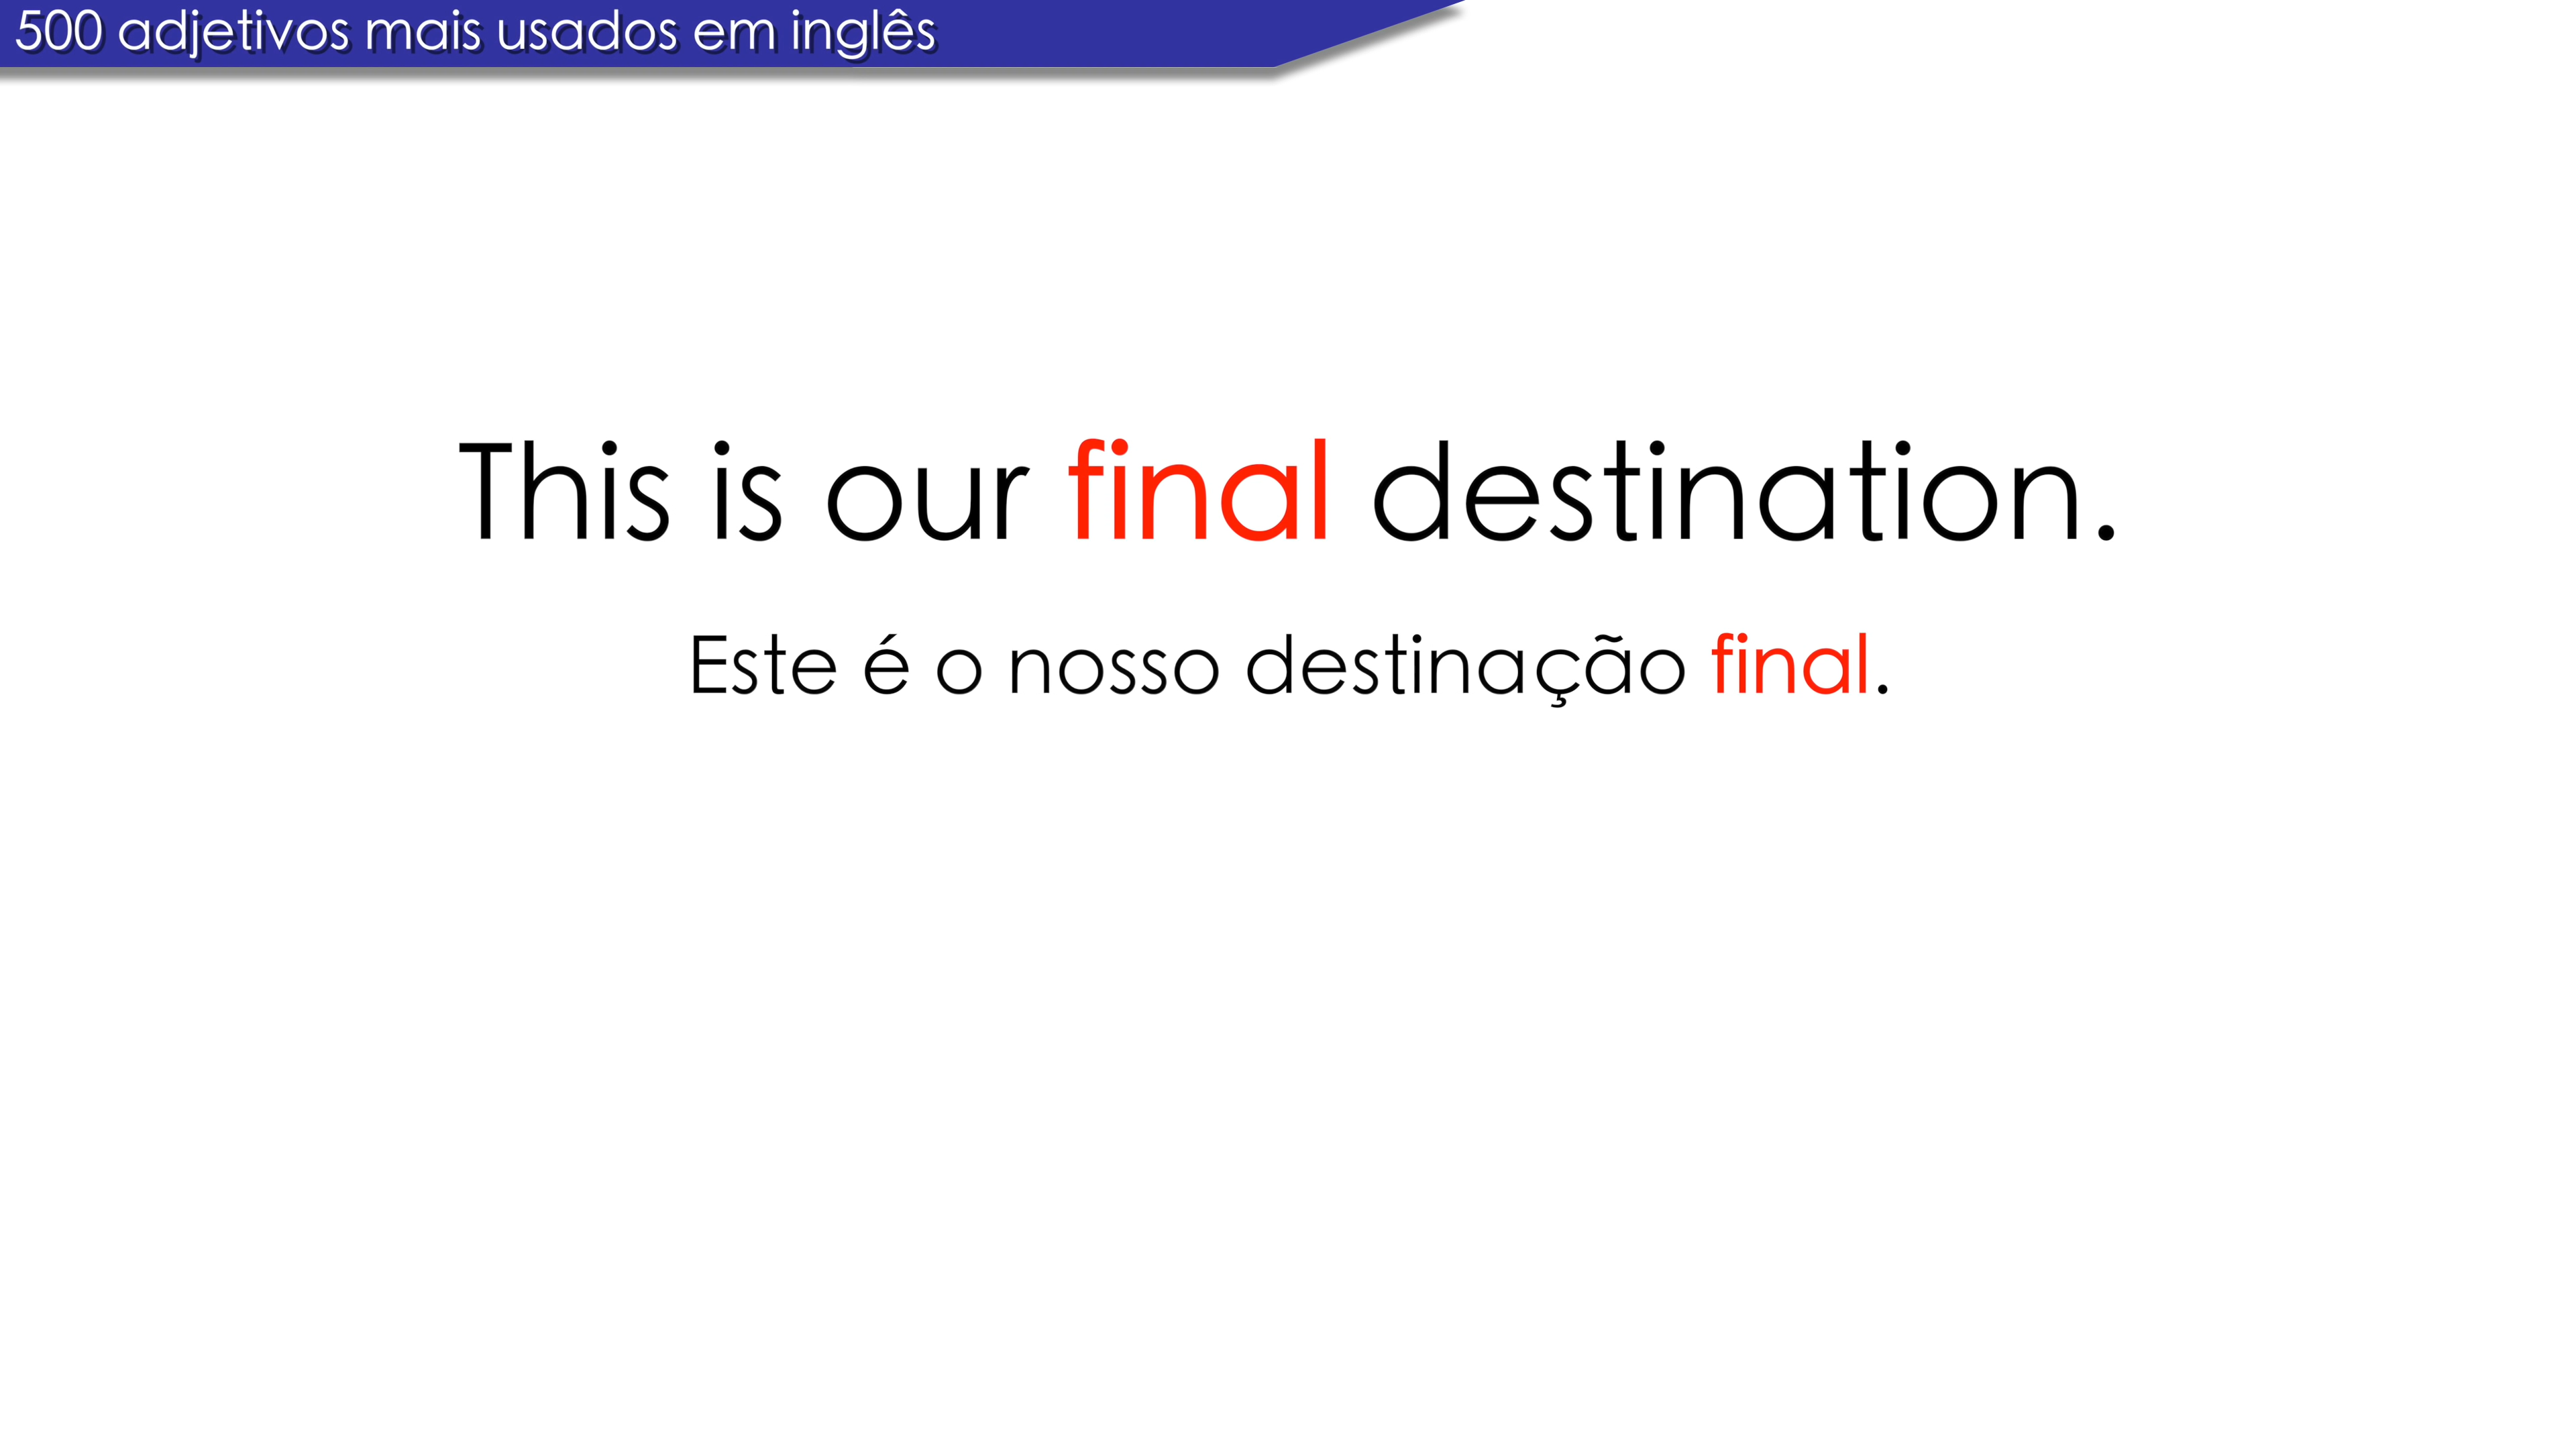 500 adjetivos mais usados em inglês
This is our final destination.
Este é o nosso destinação final.